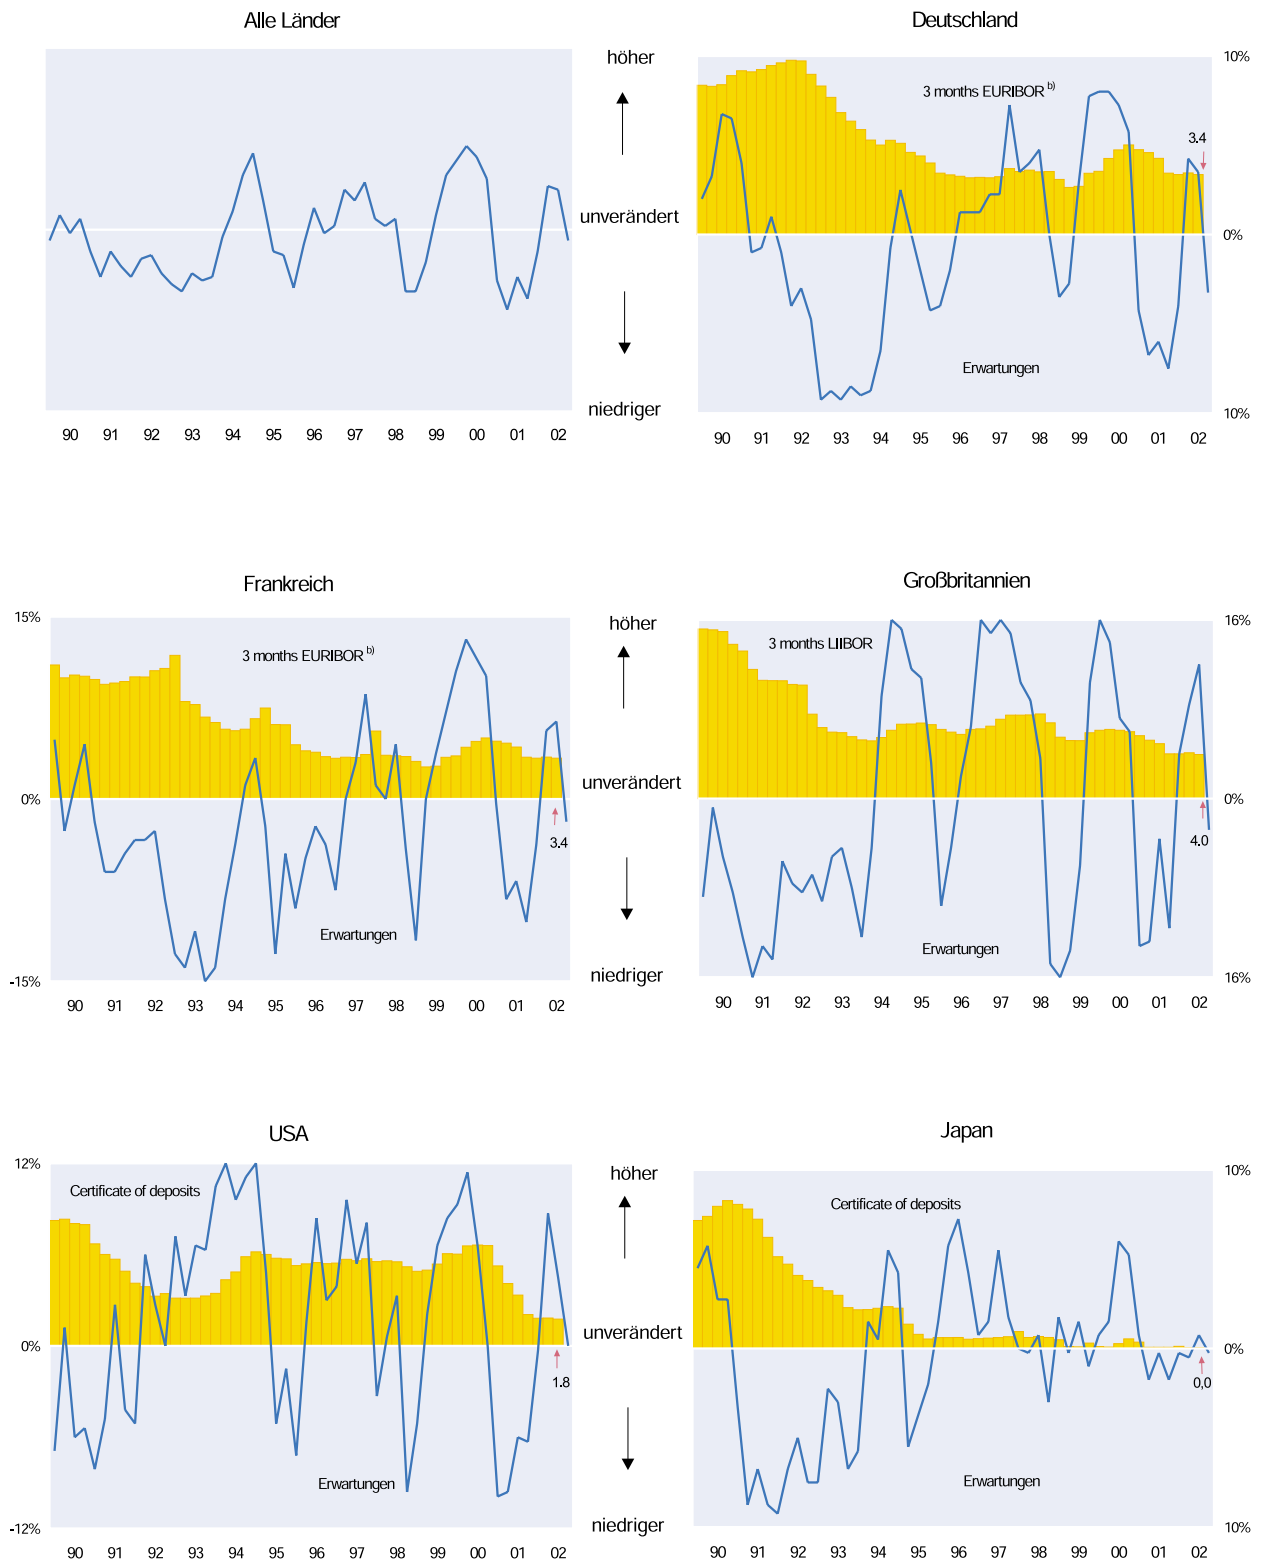 Alle Länder
höher
unverändert
niedriger
90 91 92 93 94 95 96 97 98 99 00 01 02
Deutschland
10%
3 months EURIBOR b)
3.4
0%
Erwartungen
10%
90 91 92 93 94 95 96 97 98 99 00 01 02
Frankreich
15%
3 months EURIBOR b)
0%
3.4
Erwartungen
-15%
90 91 92 93 94 95 96 97 98 99 00 01 02
höher
unverändert
niedriger
Großbritannien
16%
3 months LIIBOR
0%
4.0
Erwartungen
16%
90 91 92 93 94 95 96 97 98 99 00 01 02
USA
12%
Certificate of deposits
0%
1.8
Erwartungen
-12%
90 91 92 93 94 95 96 97 98 99 00 01 02
höher
unverändert
niedriger
Japan
10%
Certificate of deposits
0%
0,0
Erwartungen
10%
90 91 92 93 94 95 96 97 98 99 00 01 02